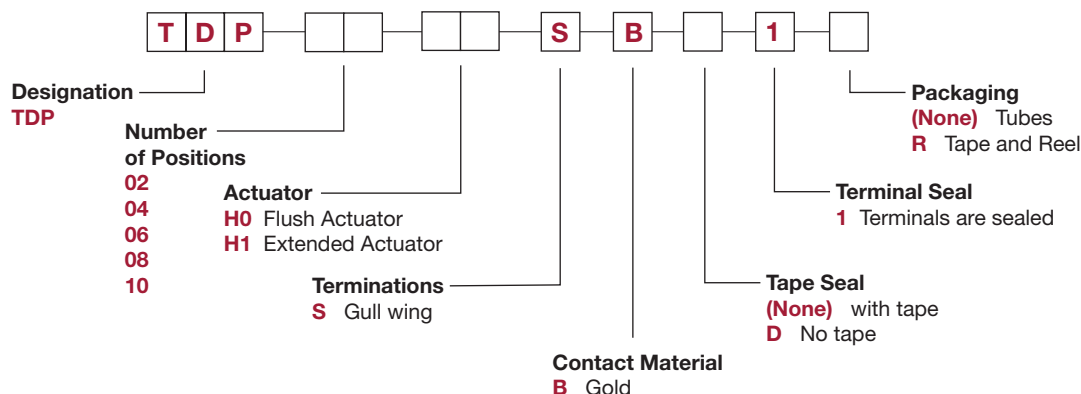 T D P S B 1
Designation
TDP
Number
of Positions
02
04
06
08
10
Actuator
H0 Flush Actuator
H1 Extended Actuator
Terminations
S Gull wing
Contact Material
B Gold
Tape Seal
(None) with tape
D No tape
Terminal Seal
1 Terminals are sealed
Packaging
(None) Tubes
R Tape and Reel